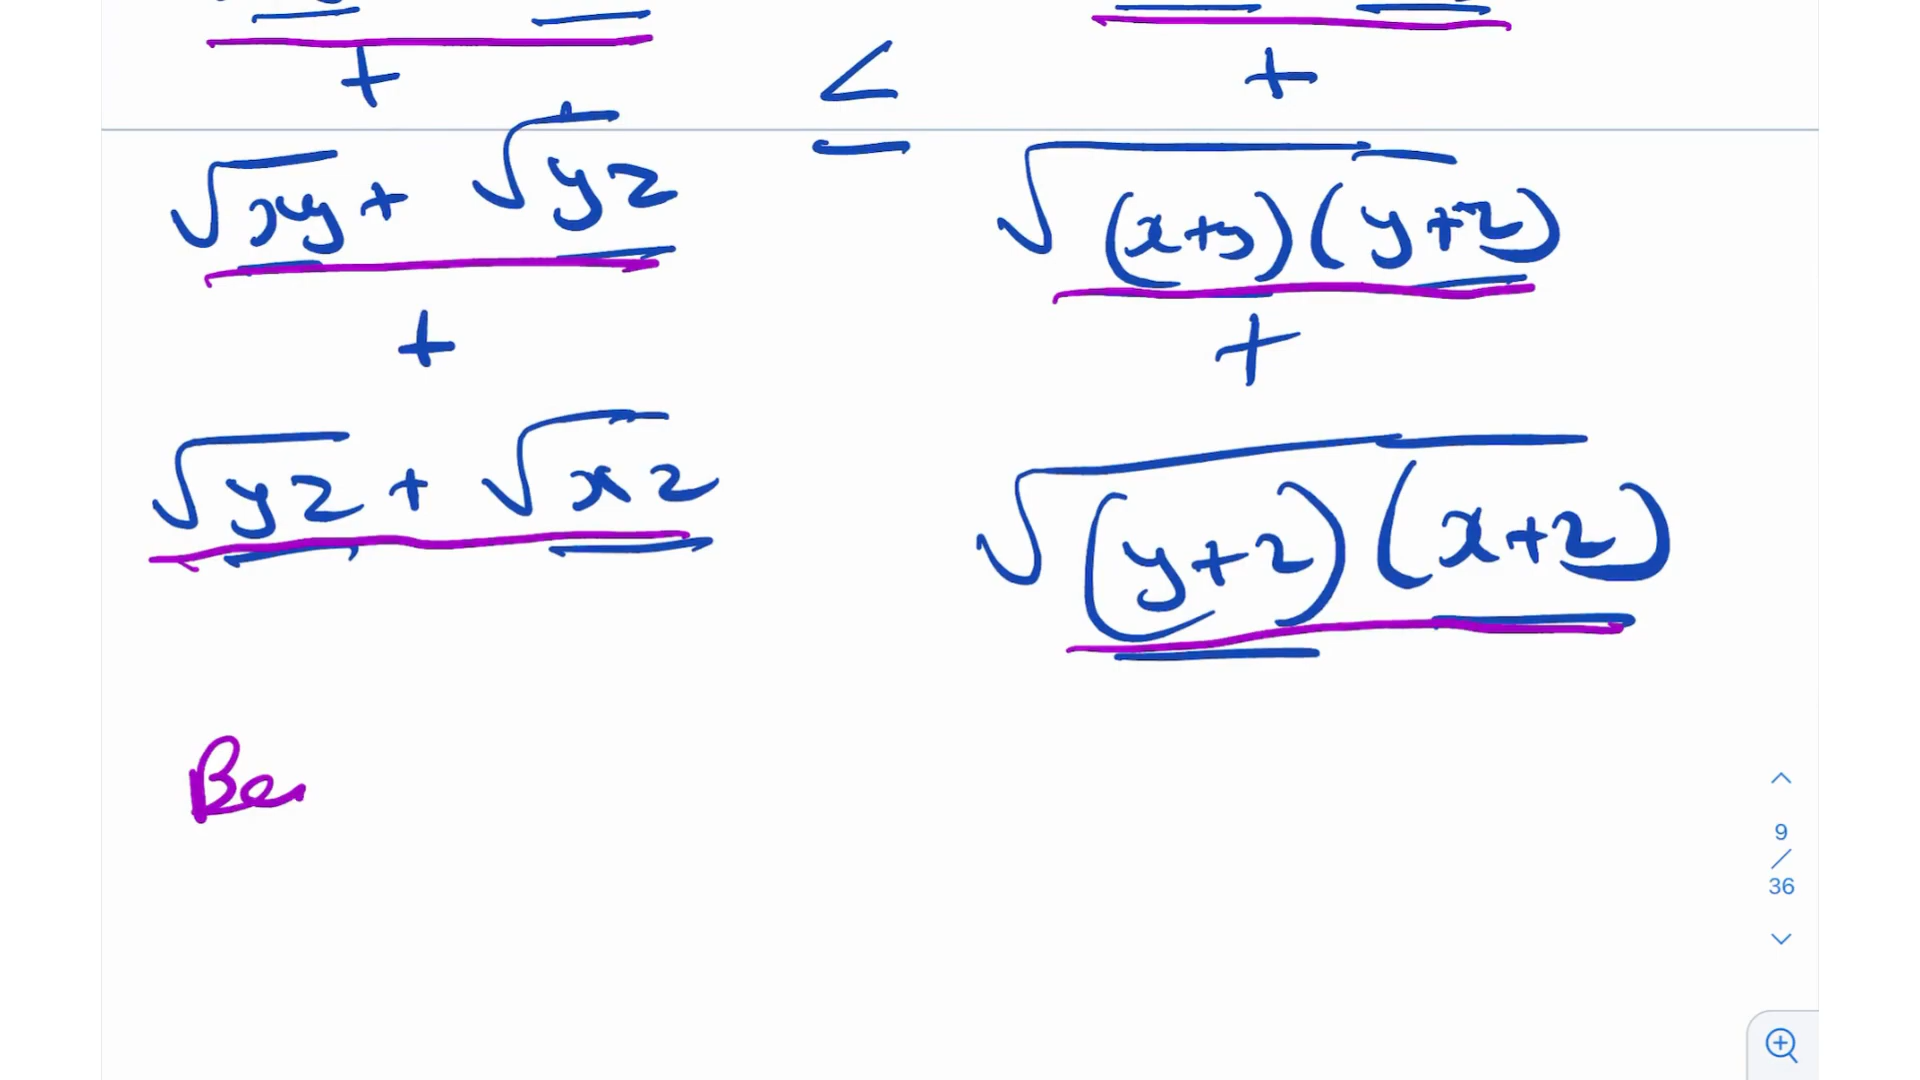 + ≤ +
√xy + √yz √(x+y)(y+z)
+ +
√yz + √xz √(y+z)(x+z)
Be
9
/
36